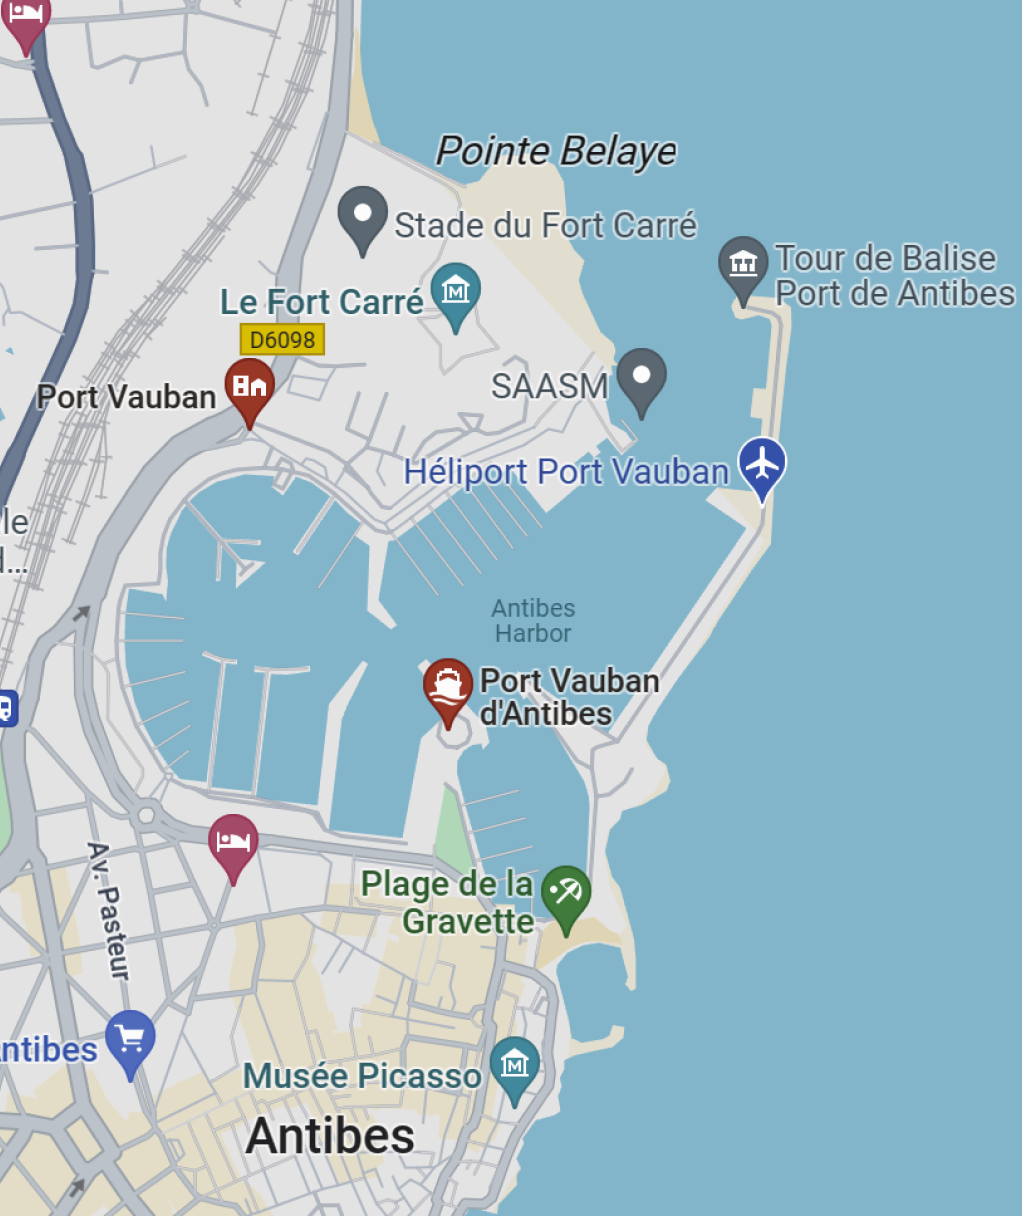 Pointe Belaye
Stade du Fort Carré
Tour de Balise
Port de Antibes
Le Fort Carré
D6098
SAASM
Port Vauban
Héliport Port Vauban
le
d...
Antibes
Harbor
Port Vauban
d'Antibes
Av. Pasteur
Plage de la
Gravette
ntibes
Musée Picasso
Antibes